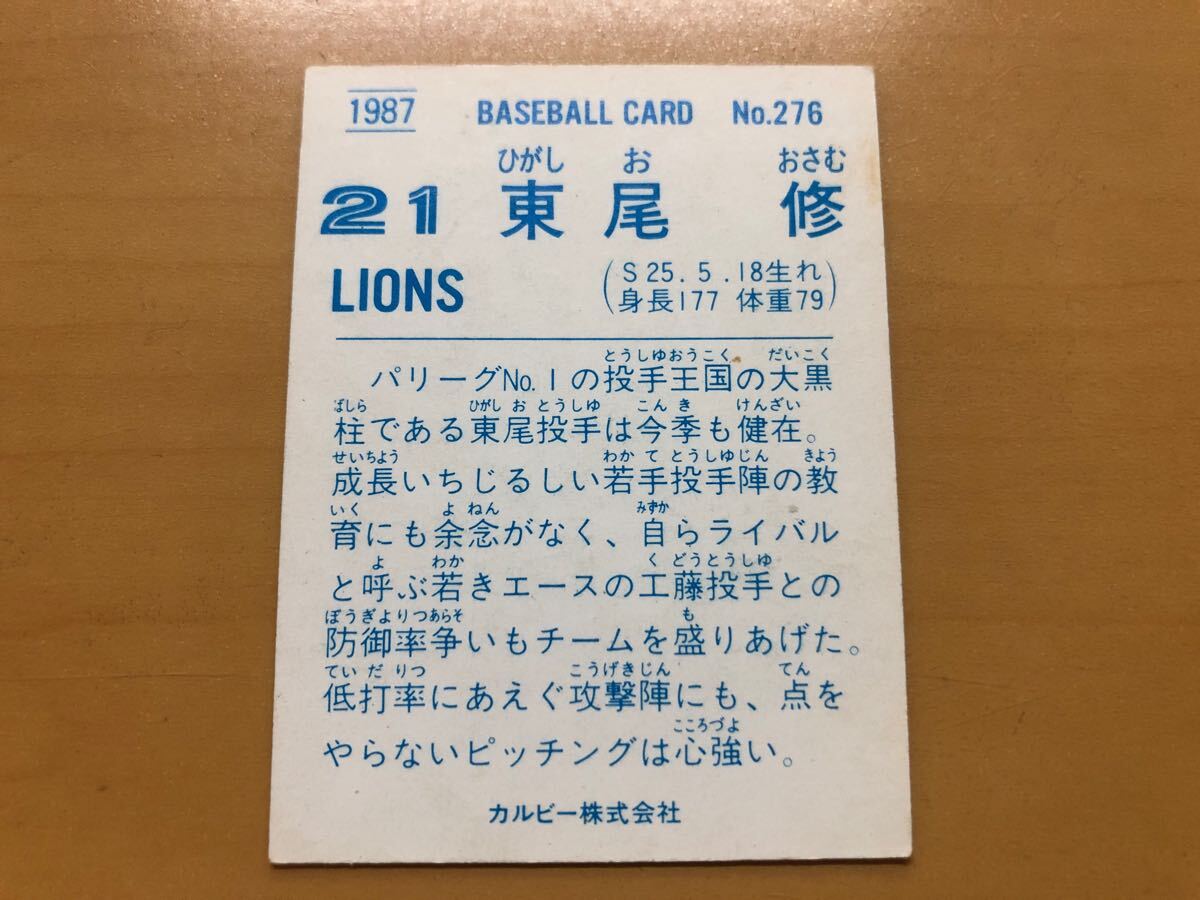 1987 BASEBALL CARD No.276
ひがし お おさむ
21 東尾 修
LIONS
(S25.5.18生れ
身長177 体重79)
とうしゆおうこく だいこく
パリーグNo.1の投手王国の大黒
ばしら ひがし お とうしゆ こん き けんざい
柱である東尾投手は今季も健在。
せいちよう わか て とうしゆじん きよう
成長いちじるしい若手投手陣の教
いく よ ねん みずか
育にも余念がなく、自らライバル
よ わか く どうとうしゆ
と呼ぶ若きエースの工藤投手との
ぼうぎよりつあらそ も
防御率争いもチームを盛りあげた。
てい だ りつ こうげきじん てん
低打率にあえぐ攻撃陣にも、点を
こころづよ
やらないピッチングは心強い。
カルビー株式会社